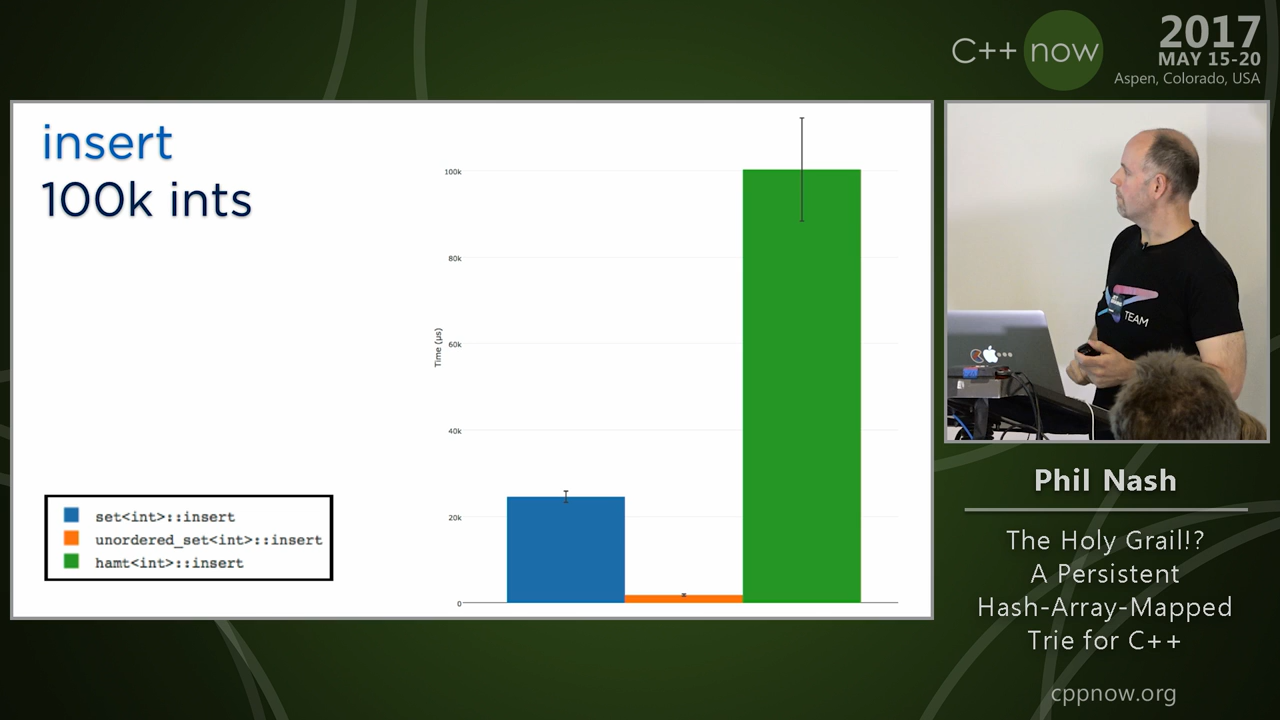 C++ now
2017
MAY 15-20
Aspen, Colorado, USA
insert
100k ints
100k
80k
60k
40k
20k
0
Time (µs)
set<int>::insert
unordered_set<int>::insert
hamt<int>::insert
TEAM
Phil Nash
The Holy Grail!?
A Persistent
Hash-Array-Mapped
Trie for C++
cppnow.org